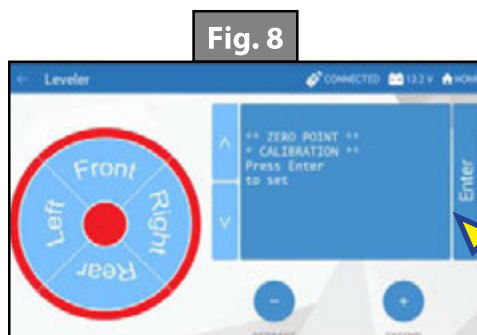 Fig. 8
← Leveler
CONNECTED 13.2 V HOME
Front
Left
Right
Rear
** ZERO POINT **
* CALIBRATION **
Press Enter
to set
Enter
- +